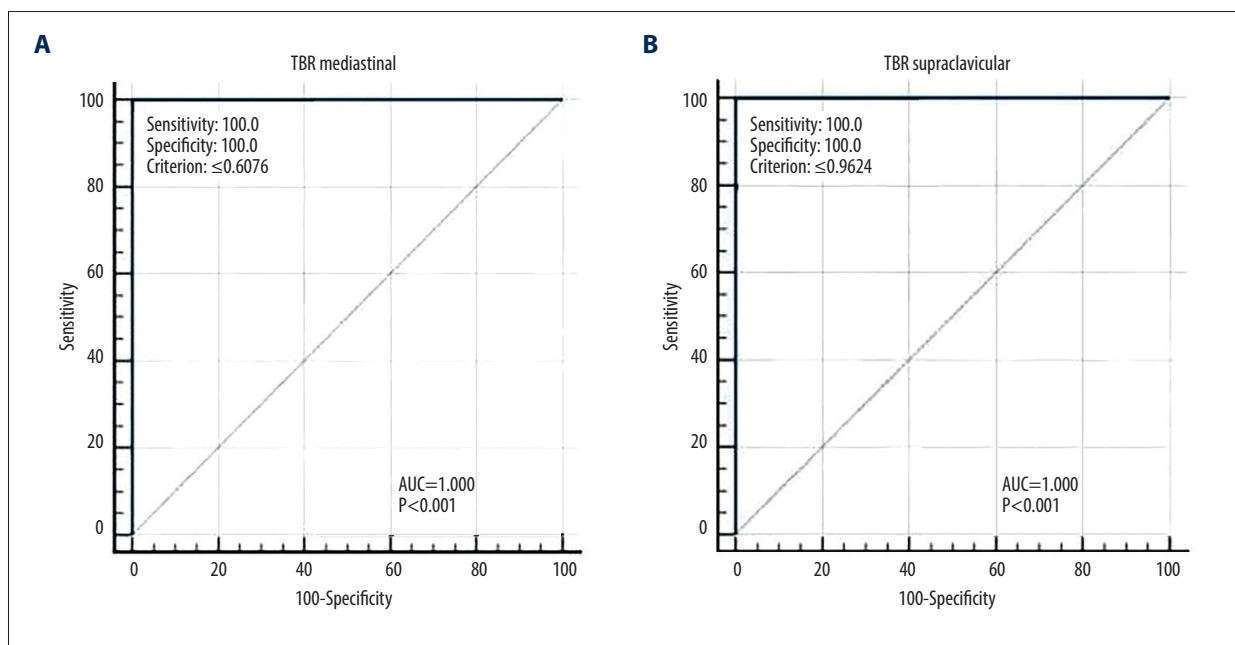 A
TBR mediastinal
100
80
60
40
20
0
Sensitivity
Sensitivity: 100.0
Specificity: 100.0
Criterion: ≤0.6076
AUC=1.000
P<0.001
0 20 40 60 80 100
100-Specificity
B
TBR supraclavicular
100
80
60
40
20
0
Sensitivity
Sensitivity: 100.0
Specificity: 100.0
Criterion: ≤0.9624
AUC=1.000
P<0.001
0 20 40 60 80 100
100-Specificity